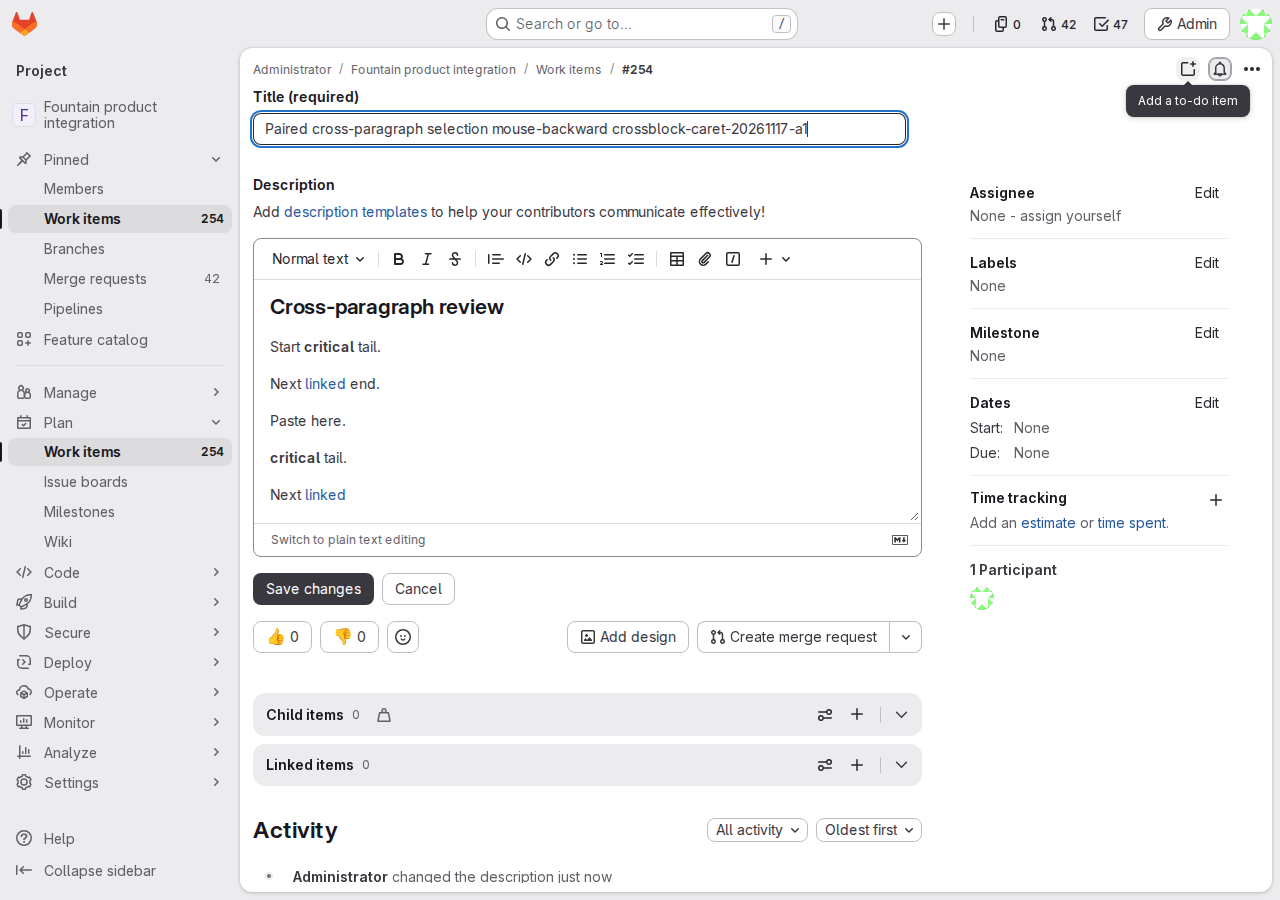 Search or go to...
/
0
42
47
Admin
Project
F
Fountain product integration
Pinned
Members
Work items 254
Branches
Merge requests 42
Pipelines
Feature catalog
Manage
Plan
Work items 254
Issue boards
Milestones
Wiki
Code
Build
Secure
Deploy
Operate
Monitor
Analyze
Settings
Help
Collapse sidebar
Administrator / Fountain product integration / Work items / #254
Add a to-do item
Title (required)
Paired cross-paragraph selection mouse-backward crossblock-caret-20261117-a1
Description
Add description templates to help your contributors communicate effectively!
Normal text
Cross-paragraph review
Start critical tail.
Next linked end.
Paste here.
critical tail.
Next linked
Switch to plain text editing
Save changes
Cancel
👍 0
👎 0
Add design
Create merge request
Child items 0
Linked items 0
Activity
All activity
Oldest first
Administrator changed the description just now
Assignee Edit
None - assign yourself
Labels Edit
None
Milestone Edit
None
Dates Edit
Start: None
Due: None
Time tracking
Add an estimate or time spent.
1 Participant